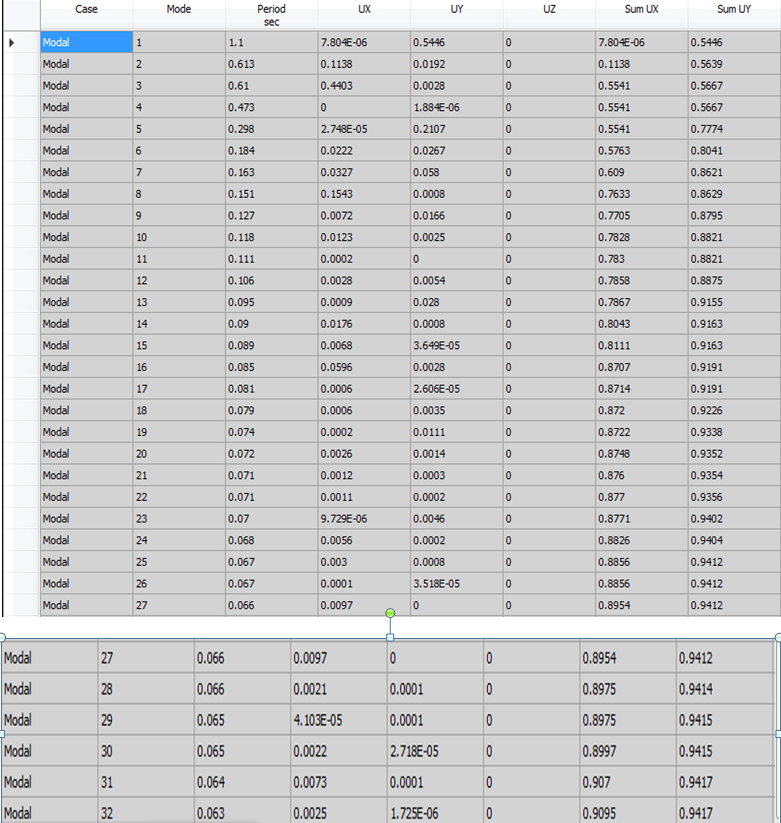 Case Mode Period sec UX UY UZ Sum UX Sum UY
Modal 1 1.1 7.804E-06 0.5446 0 7.804E-06 0.5446
Modal 2 0.613 0.1138 0.0192 0 0.1138 0.5639
Modal 3 0.61 0.4403 0.0028 0 0.5541 0.5667
Modal 4 0.473 0 1.884E-06 0 0.5541 0.5667
Modal 5 0.298 2.748E-05 0.2107 0 0.5541 0.7774
Modal 6 0.184 0.0222 0.0267 0 0.5763 0.8041
Modal 7 0.163 0.0327 0.058 0 0.609 0.8621
Modal 8 0.151 0.1543 0.0008 0 0.7633 0.8629
Modal 9 0.127 0.0072 0.0166 0 0.7705 0.8795
Modal 10 0.118 0.0123 0.0025 0 0.7828 0.8821
Modal 11 0.111 0.0002 0 0 0.783 0.8821
Modal 12 0.106 0.0028 0.0054 0 0.7858 0.8875
Modal 13 0.095 0.0009 0.028 0 0.7867 0.9155
Modal 14 0.09 0.0176 0.0008 0 0.8043 0.9163
Modal 15 0.089 0.0068 3.649E-05 0 0.8111 0.9163
Modal 16 0.085 0.0596 0.0028 0 0.8707 0.9191
Modal 17 0.081 0.0006 2.606E-05 0 0.8714 0.9191
Modal 18 0.079 0.0006 0.0035 0 0.872 0.9226
Modal 19 0.074 0.0002 0.0111 0 0.8722 0.9338
Modal 20 0.072 0.0026 0.0014 0 0.8748 0.9352
Modal 21 0.071 0.0012 0.0003 0 0.876 0.9354
Modal 22 0.071 0.0011 0.0002 0 0.877 0.9356
Modal 23 0.07 9.729E-06 0.0046 0 0.8771 0.9402
Modal 24 0.068 0.0056 0.0002 0 0.8826 0.9404
Modal 25 0.067 0.003 0.0008 0 0.8856 0.9412
Modal 26 0.067 0.0001 3.518E-05 0 0.8856 0.9412
Modal 27 0.066 0.0097 0 0 0.8954 0.9412
Modal 27 0.066 0.0097 0 0 0.8954 0.9412
Modal 28 0.066 0.0021 0.0001 0 0.8975 0.9414
Modal 29 0.065 4.103E-05 0.0001 0 0.8975 0.9415
Modal 30 0.065 0.0022 2.718E-05 0 0.8997 0.9415
Modal 31 0.064 0.0073 0.0001 0 0.907 0.9417
Modal 32 0.063 0.0025 1.725E-06 0 0.9095 0.9417